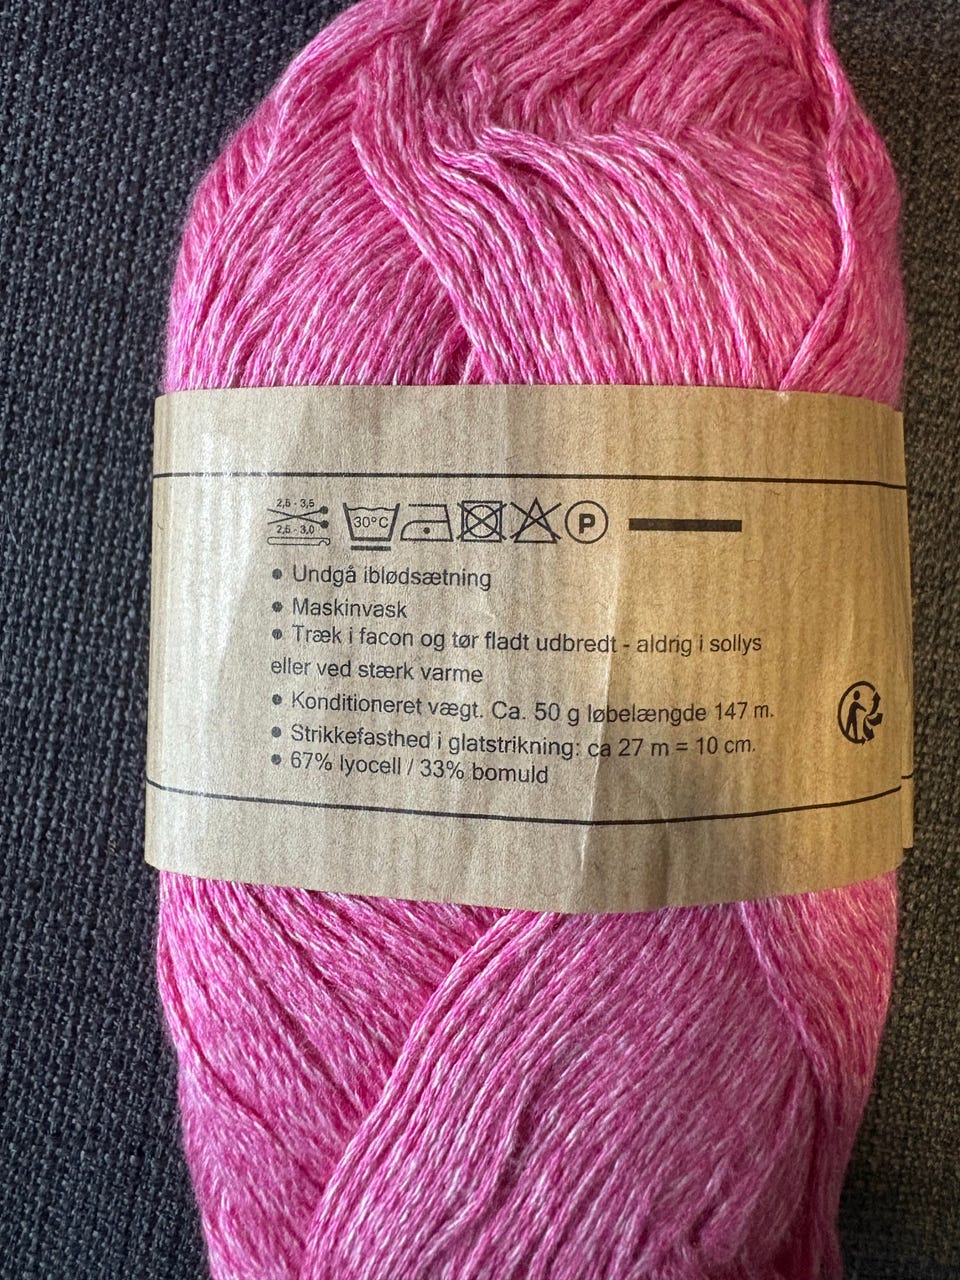 2,5 - 3,5
2,5 - 3,0
30°C
P
• Undgå iblødsætning
• Maskinvask
• Træk i facon og tør fladt udbredt - aldrig i sollys
eller ved stærk varme
• Konditioneret vægt. Ca. 50 g løbelængde 147 m.
• Strikkefasthed i glatstrikning: ca 27 m = 10 cm.
• 67% lyocell / 33% bomuld